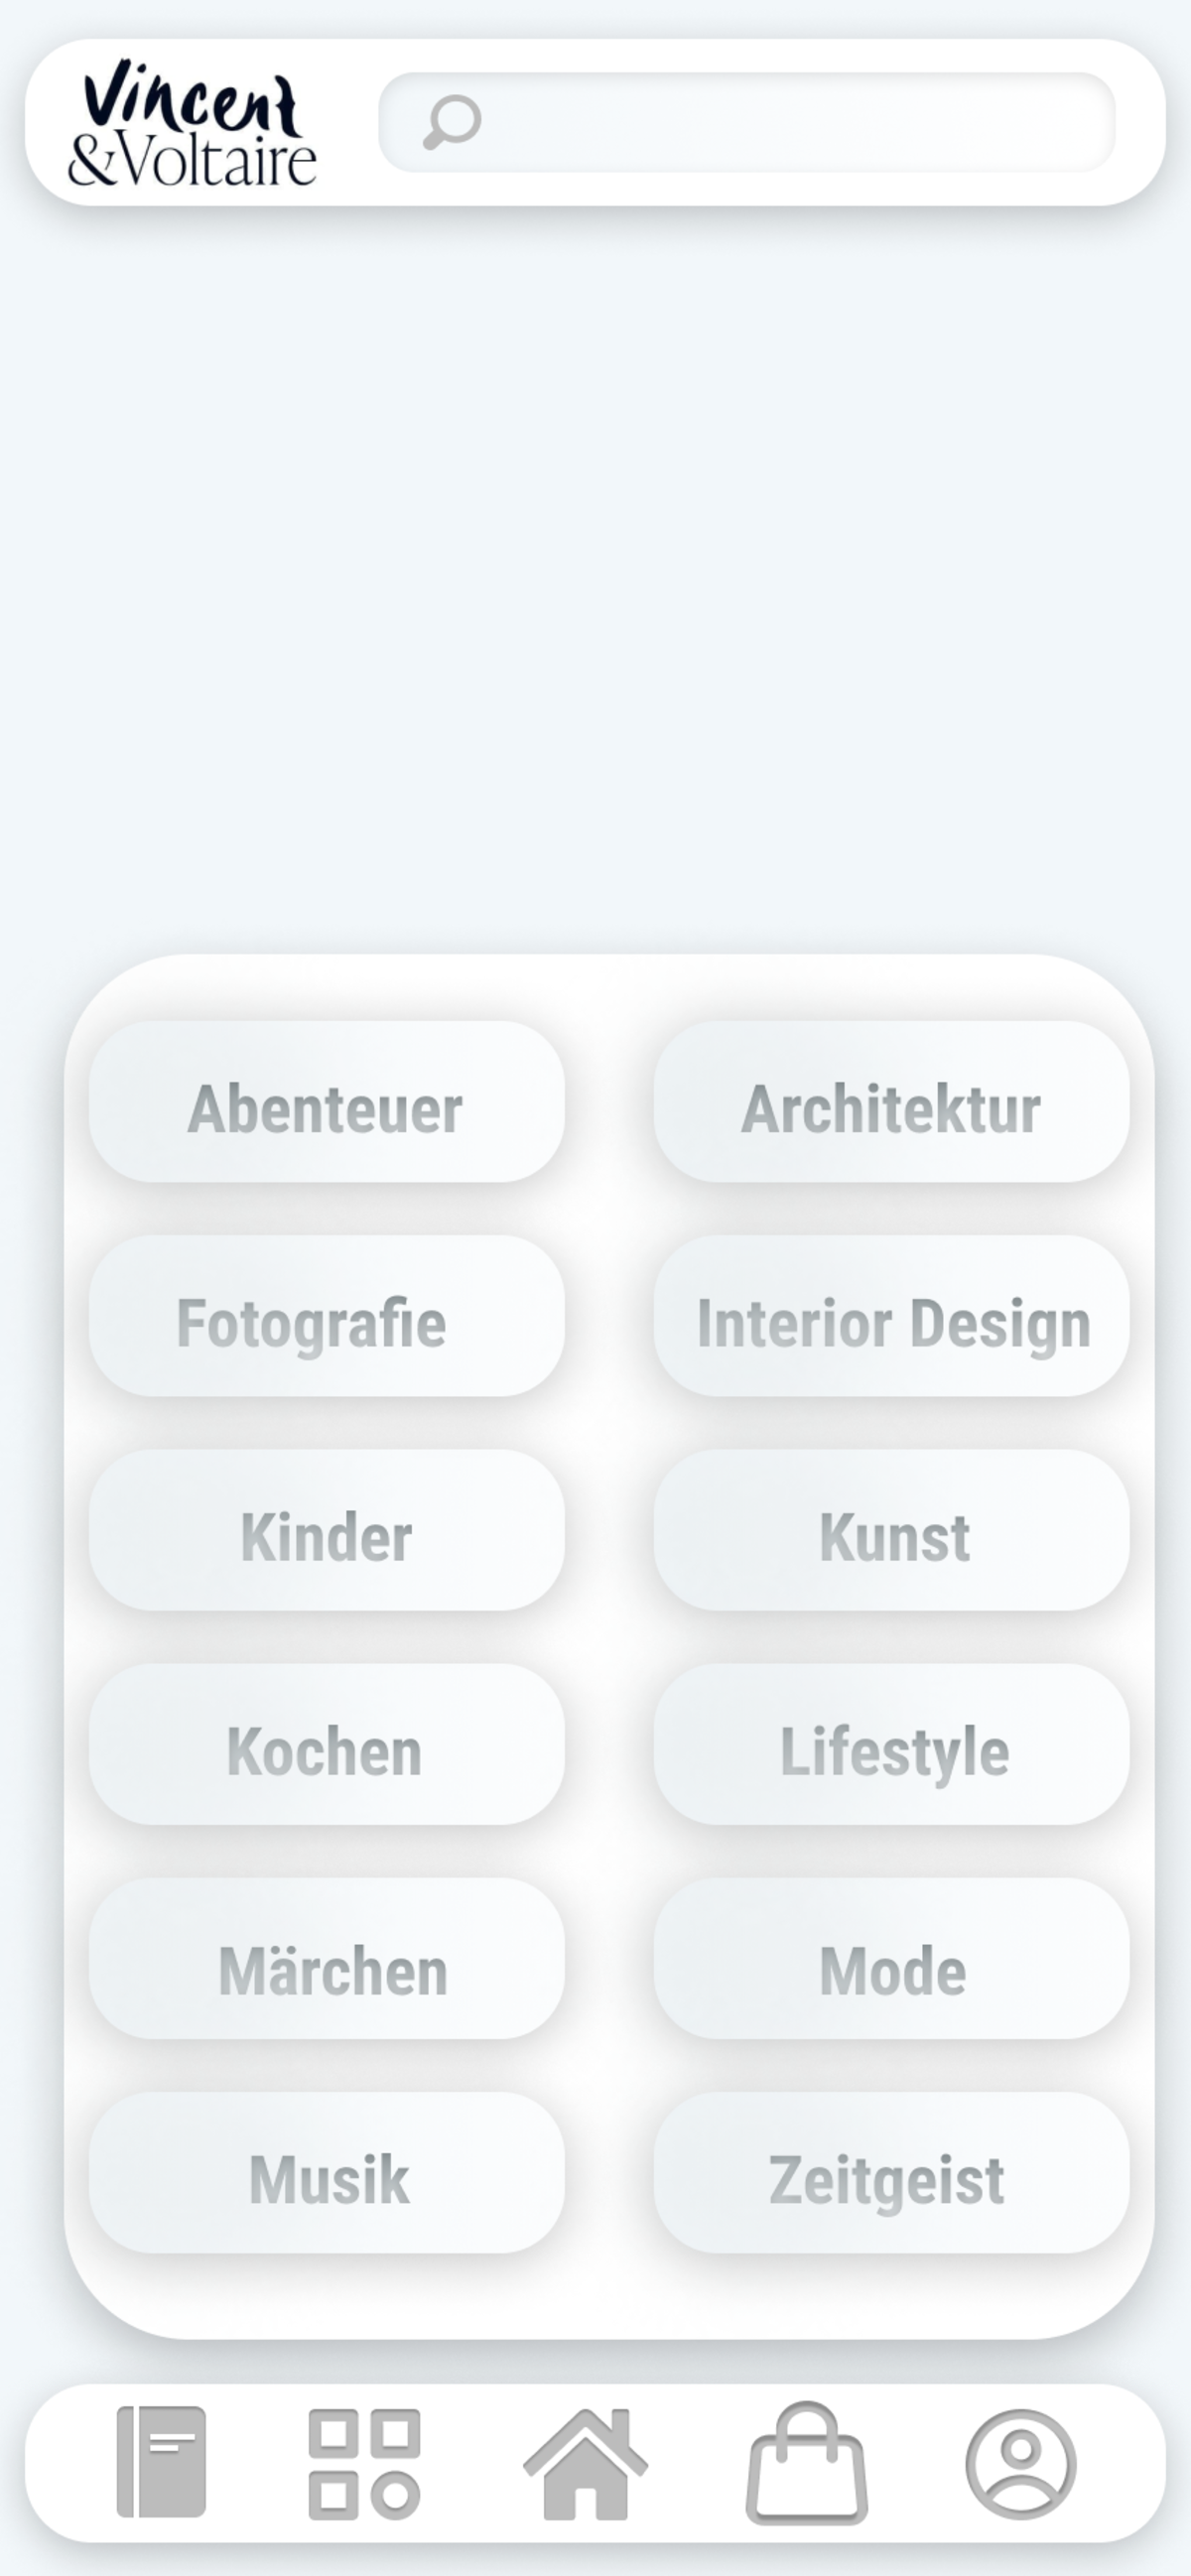 Vincent
&Voltaire
Abenteuer
Architektur
Fotografie
Interior Design
Kinder
Kunst
Kochen
Lifestyle
Märchen
Mode
Musik
Zeitgeist